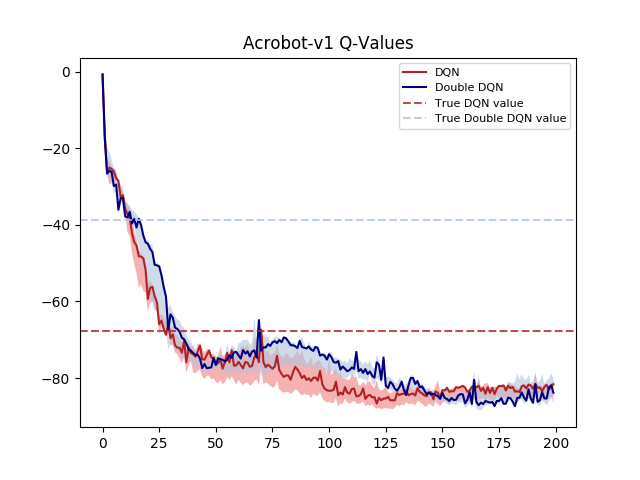 Acrobot-v1 Q-Values
DQN
Double DQN
True DQN value
True Double DQN value
0
−20
−40
−60
−80
0 25 50 75 100 125 150 175 200